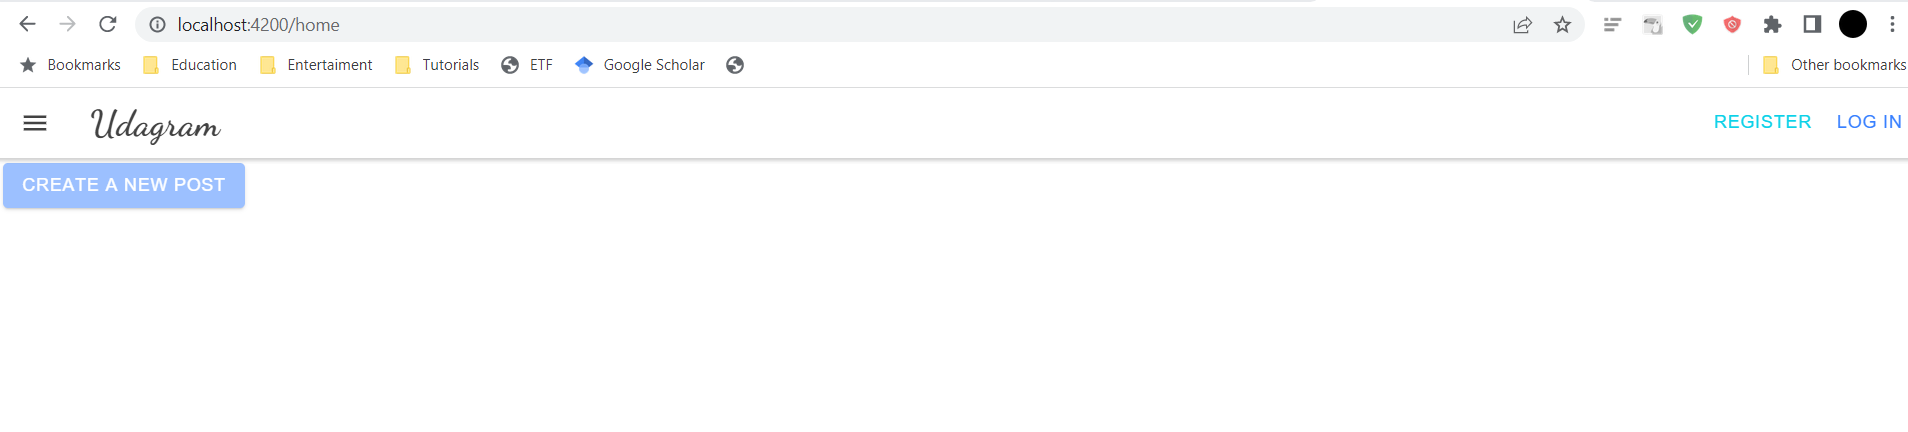 localhost:4200/home
Bookmarks Education Entertaiment Tutorials ETF Google Scholar Other bookmarks
Udagram REGISTER LOG IN
CREATE A NEW POST